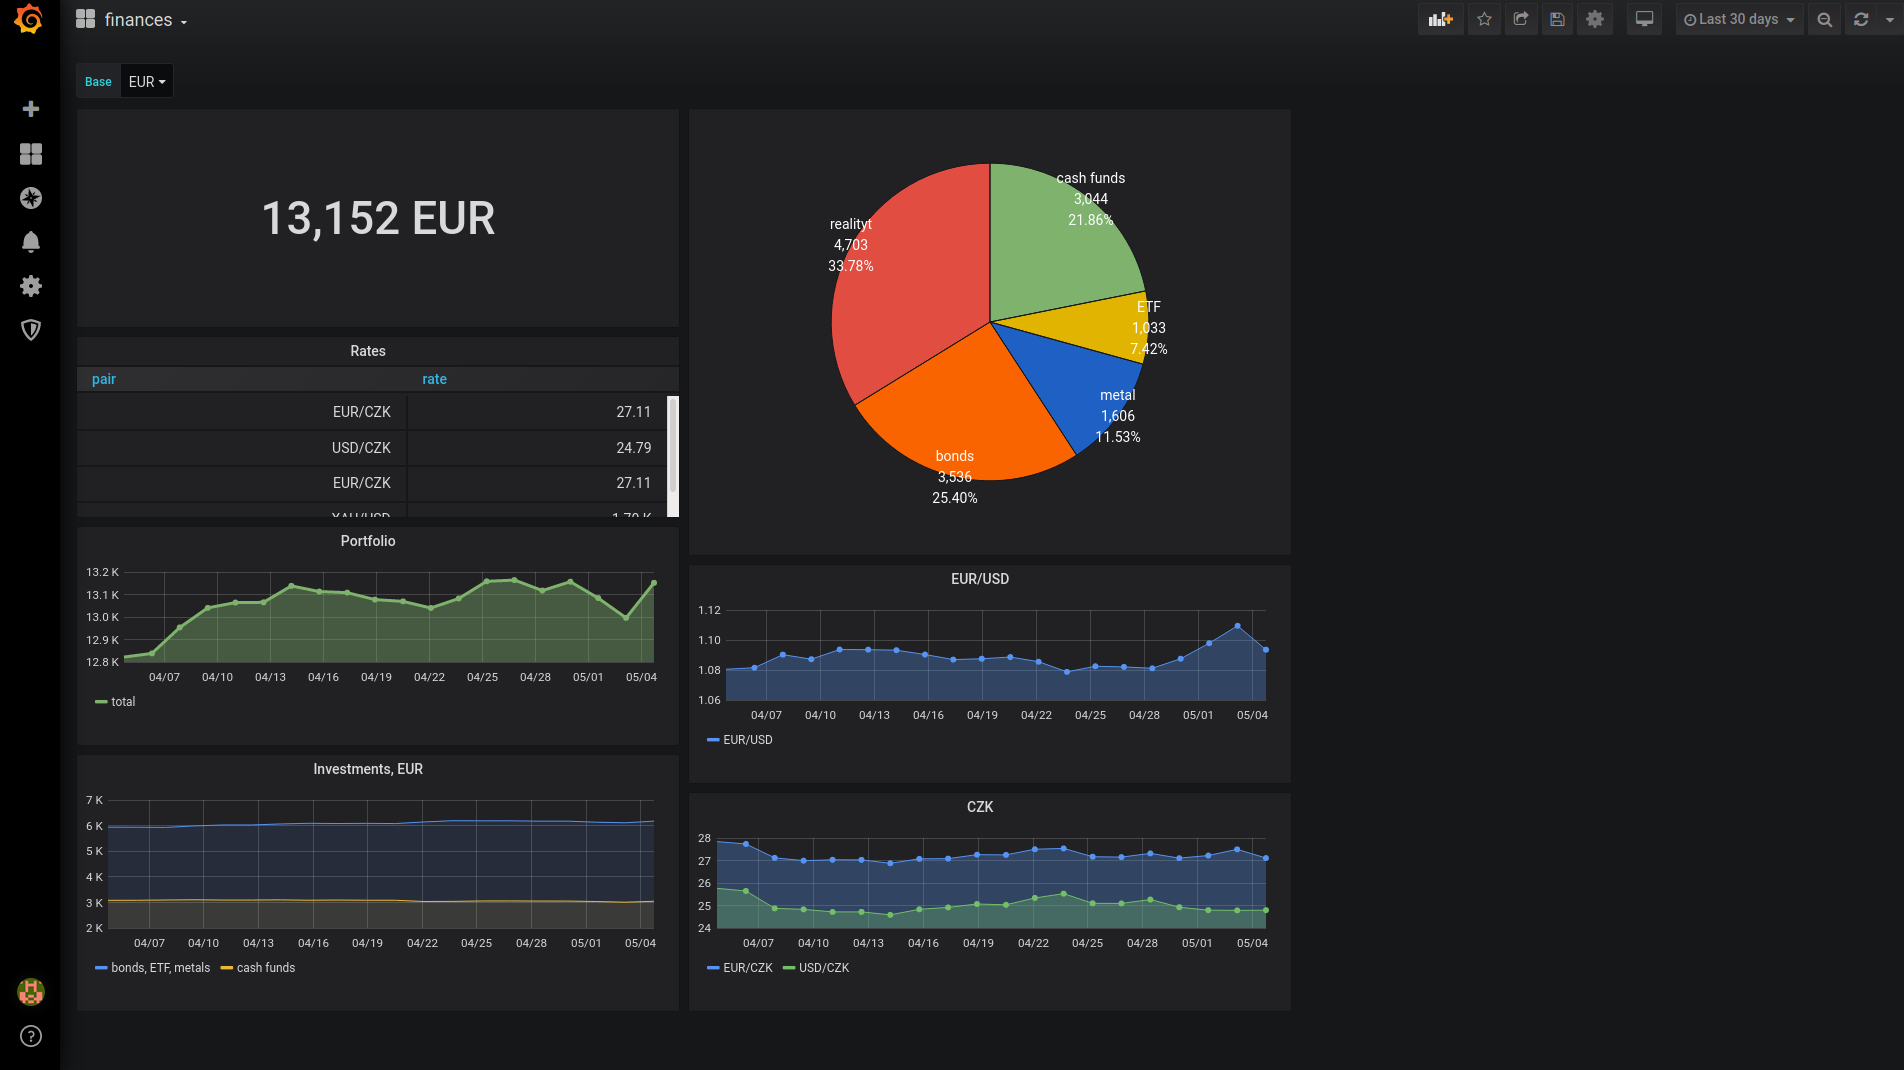 finances
Last 30 days
Base EUR
13,152 EUR
cash funds
3,044
21.86%
realityt
4,703
33.78%
ETF
1,033
7.42%
metal
1,606
11.53%
bonds
3,536
25.40%
Rates
pair rate
EUR/CZK 27.11
USD/CZK 24.79
EUR/CZK 27.11
XAU/USD 1.70 K
Portfolio
13.2 K
13.1 K
13.0 K
12.9 K
12.8 K
04/07 04/10 04/13 04/16 04/19 04/22 04/25 04/28 05/01 05/04
total
EUR/USD
1.12
1.10
1.08
1.06
04/07 04/10 04/13 04/16 04/19 04/22 04/25 04/28 05/01 05/04
EUR/USD
Investments, EUR
7 K
6 K
5 K
4 K
3 K
2 K
04/07 04/10 04/13 04/16 04/19 04/22 04/25 04/28 05/01 05/04
bonds, ETF, metals cash funds
CZK
28
27
26
25
24
04/07 04/10 04/13 04/16 04/19 04/22 04/25 04/28 05/01 05/04
EUR/CZK USD/CZK
?